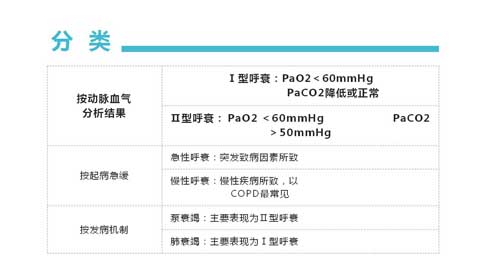 分 类
按动脉血气
分析结果
Ⅰ型呼衰：PaO2＜60mmHg
PaCO2降低或正常
Ⅱ型呼衰： PaO2 ＜60mmHg PaCO2
＞50mmHg
按起病急缓
急性呼衰：突发致病因素所致
慢性呼衰：慢性疾病所致，以
COPD最常见
按发病机制
泵衰竭：主要表现为Ⅱ型呼衰
肺衰竭：主要表现为Ⅰ型呼衰